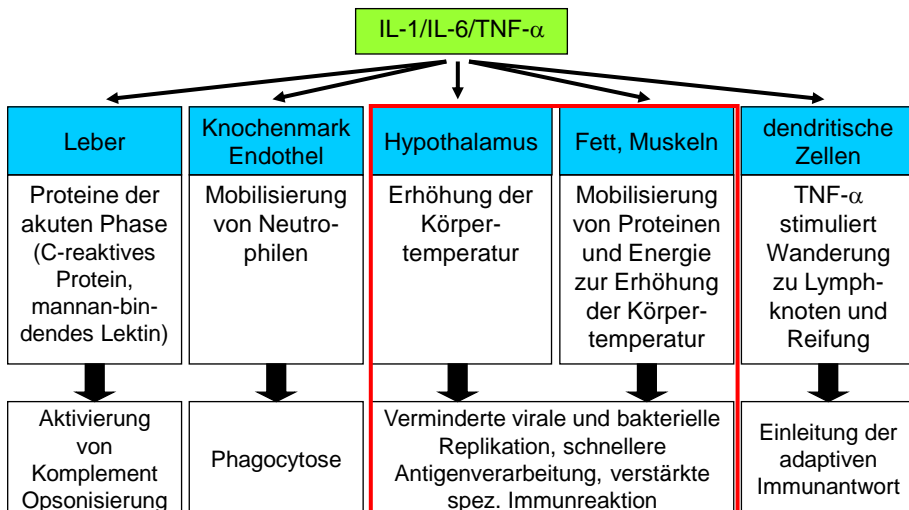 IL-1/IL-6/TNF-α
Leber
Proteine der
akuten Phase
(C-reaktives
Protein,
mannan-bin-
dendes Lektin)
Aktivierung
von
Komplement
Opsonisierung
Knochenmark
Endothel
Mobilisierung
von Neutro-
philen
Phagocytose
Hypothalamus
Erhöhung der
Körper-
temperatur
Fett, Muskeln
Mobilisierung
von Proteinen
und Energie
zur Erhöhung
der Körper-
temperatur
Verminderte virale und bakterielle
Replikation, schnellere
Antigenverarbeitung, verstärkte
spez. Immunreaktion
dendritische
Zellen
TNF-α
stimuliert
Wanderung
zu Lymph-
knoten und
Reifung
Einleitung der
adaptiven
Immunantwort